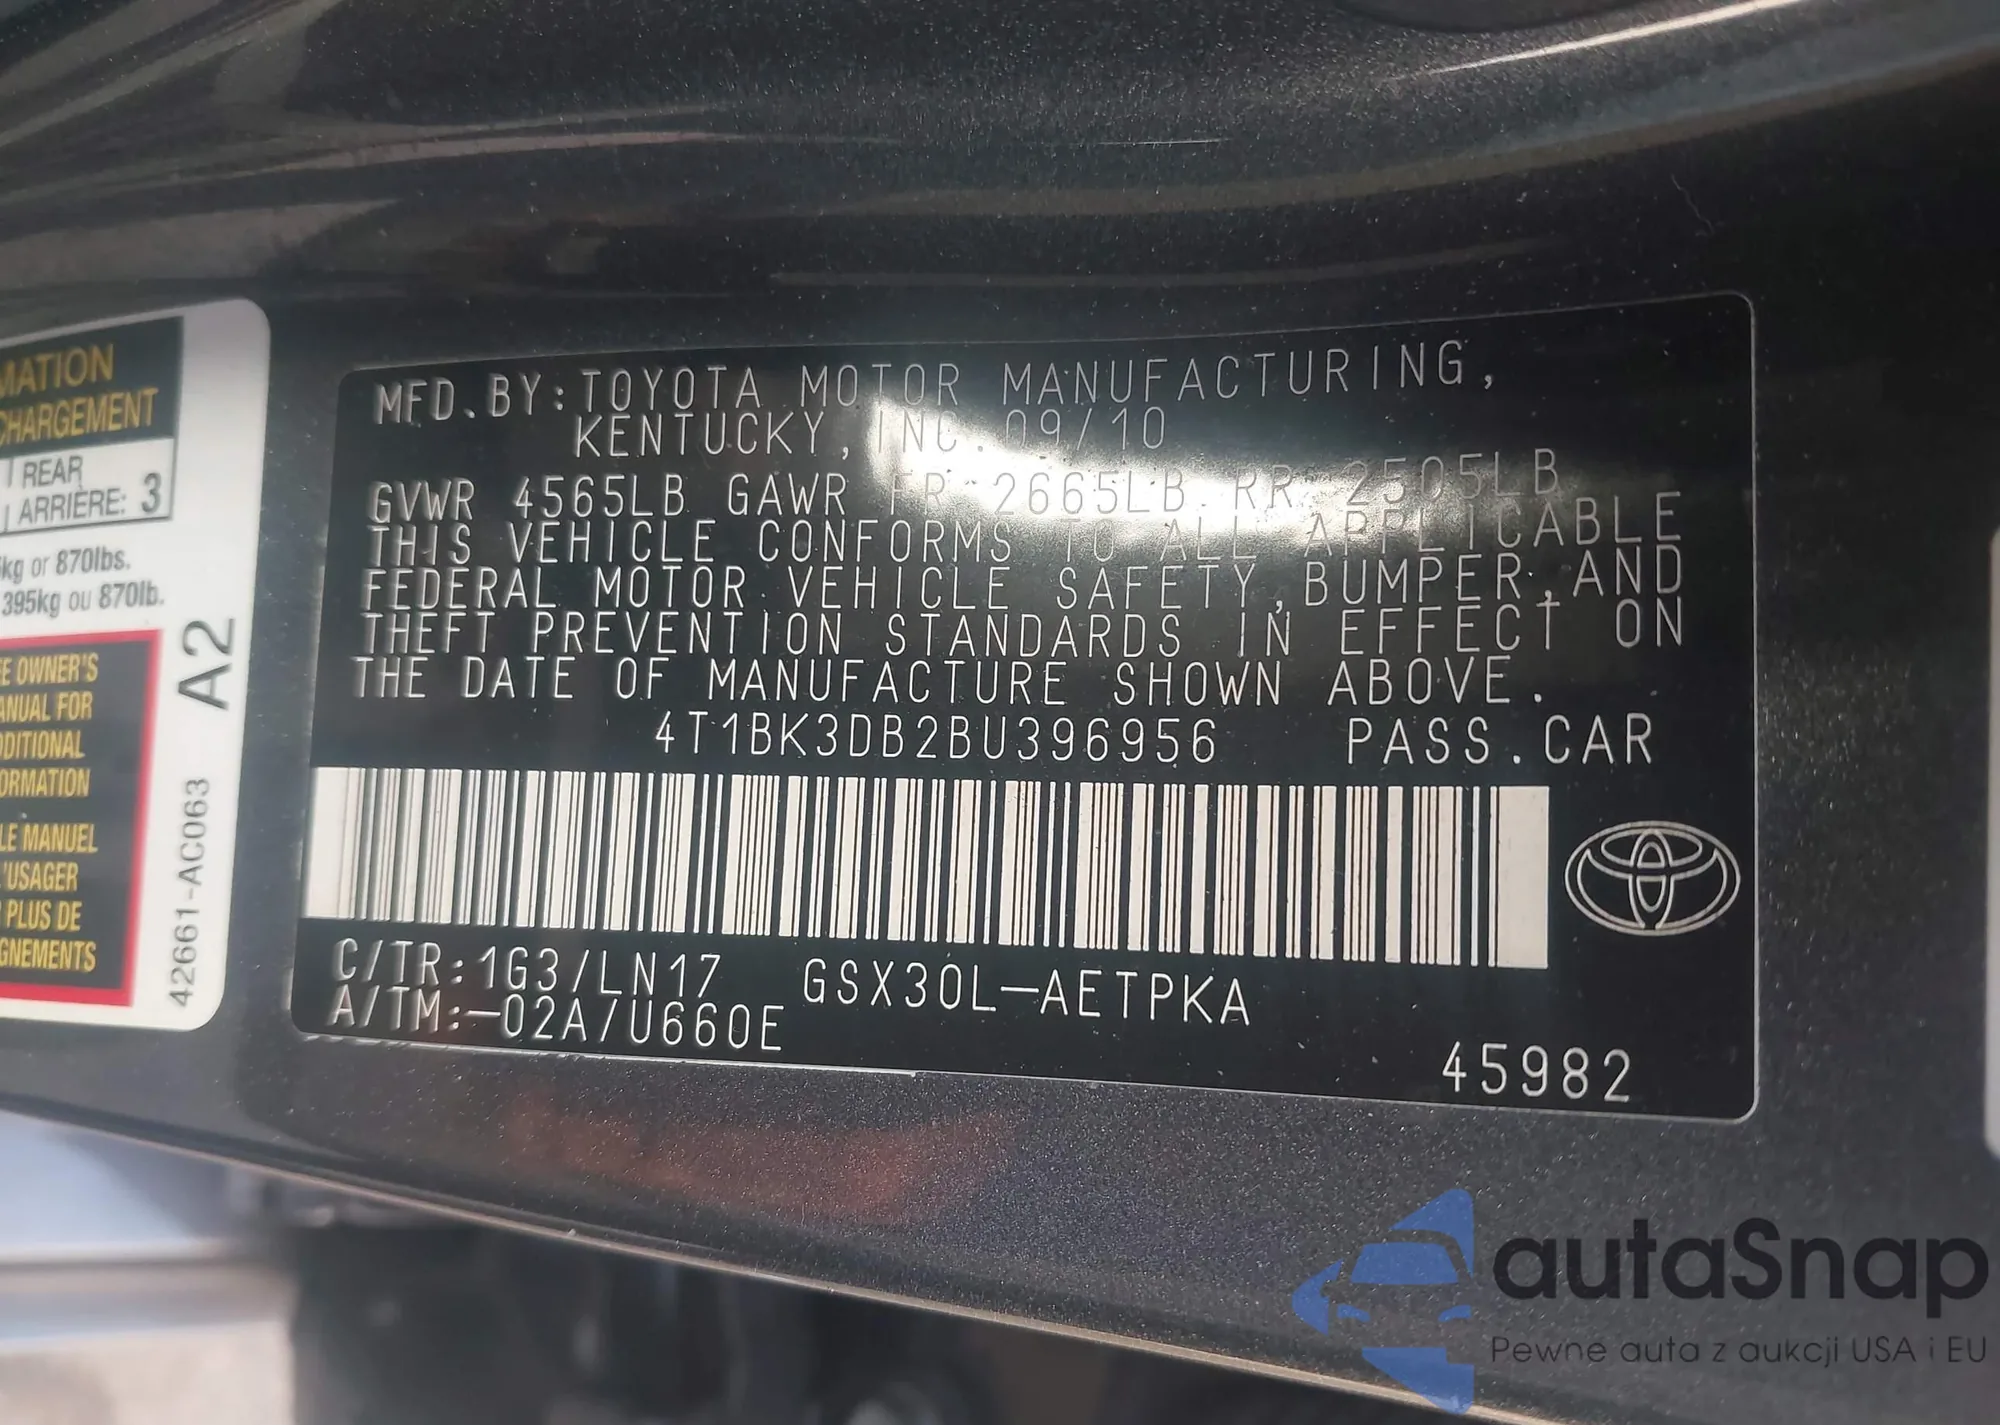 MATION
CHARGEMENT
REAR
ARRIÈRE: 3
kg or 870lbs.
395kg ou 870lb.
E OWNER'S
ANUAL FOR
DDITIONAL
ORMATION
LE MANUEL
'USAGER
PLUS DE
GNEMENTS
A2
42661-AC063
MFD.BY:TOYOTA MOTOR MANUFACTURING,
KENTUCKY,INC.09/10
GVWR 4565LB GAWR FR 2665LB RR 2505LB
THIS VEHICLE CONFORMS TO ALL APPLICABLE
FEDERAL MOTOR VEHICLE SAFETY,BUMPER,AND
THEFT PREVENTION STANDARDS IN EFFECT ON
THE DATE OF MANUFACTURE SHOWN ABOVE.
4T1BK3DB2BU396956 PASS.CAR
C/TR:1G3/LN17 GSX30L-AETPKA
A/TM:-02A/U660E
45982
autaSnap
Pewne auta z aukcji USA i EU